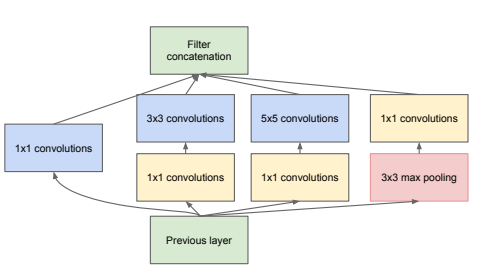 Filter
concatenation
3x3 convolutions
5x5 convolutions
1x1 convolutions
1x1 convolutions
1x1 convolutions
1x1 convolutions
3x3 max pooling
Previous layer